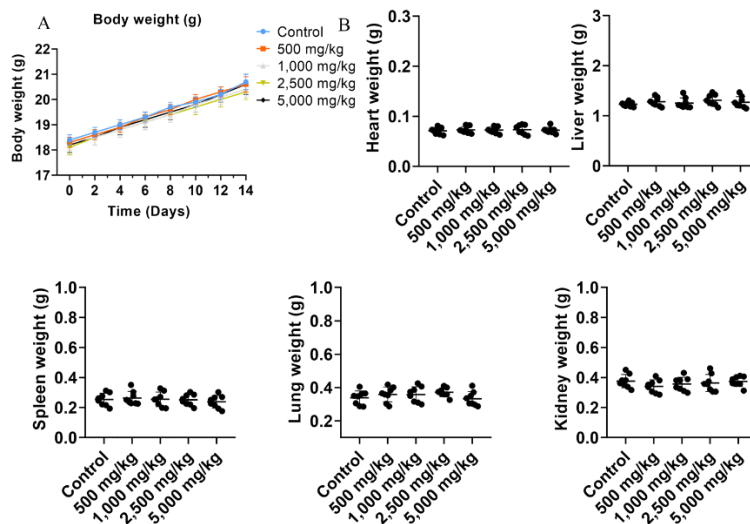 A
Body weight (g)
Body weight (g)
22
21
20
19
18
17
0 2 4 6 8 10 12 14
Time (Days)
Control
500 mg/kg
1,000 mg/kg
2,500 mg/kg
5,000 mg/kg
B
Heart weight (g)
0.3
0.2
0.1
0.0
Control
500 mg/kg
1,000 mg/kg
2,500 mg/kg
5,000 mg/kg
Liver weight (g)
3
2
1
0
Control
500 mg/kg
1,000 mg/kg
2,500 mg/kg
5,000 mg/kg
Spleen weight (g)
1.0
0.8
0.6
0.4
0.2
0.0
Control
500 mg/kg
1,000 mg/kg
2,500 mg/kg
5,000 mg/kg
Lung weight (g)
1.0
0.8
0.6
0.4
0.2
Control
500 mg/kg
1,000 mg/kg
2,500 mg/kg
5,000 mg/kg
Kidney weight (g)
1.0
0.8
0.6
0.4
0.2
0.0
Control
500 mg/kg
1,000 mg/kg
2,500 mg/kg
5,000 mg/kg